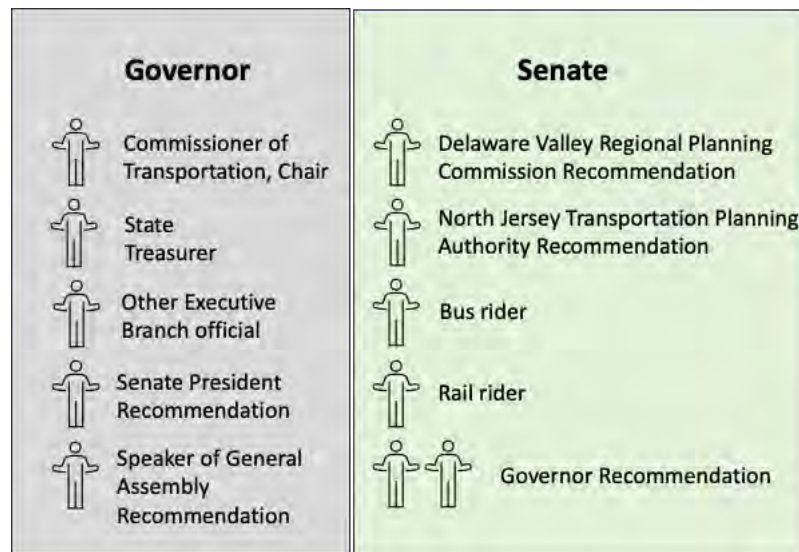 Governor
Commissioner of
Transportation, Chair
State
Treasurer
Other Executive
Branch official
Senate President
Recommendation
Speaker of General
Assembly
Recommendation
Senate
Delaware Valley Regional Planning
Commission Recommendation
North Jersey Transportation Planning
Authority Recommendation
Bus rider
Rail rider
Governor Recommendation